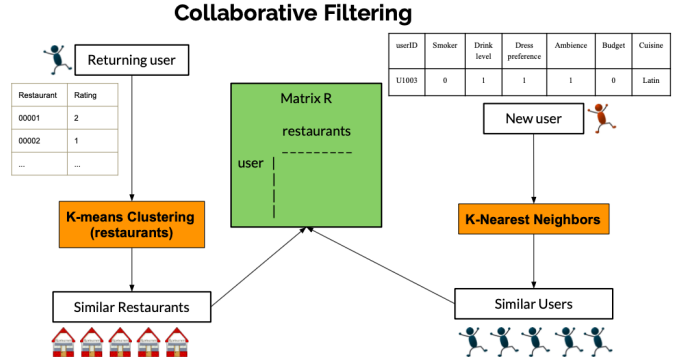 Collaborative Filtering
Returning user
Restaurant Rating
00001 2
00002 1
... ...
K-means Clustering
(restaurants)
Similar Restaurants
Matrix R
restaurants
user
userID Smoker Drink level Dress preference Ambience Budget Cuisine
U1003 0 1 1 1 0 Latin
New user
K-Nearest Neighbors
Similar Users